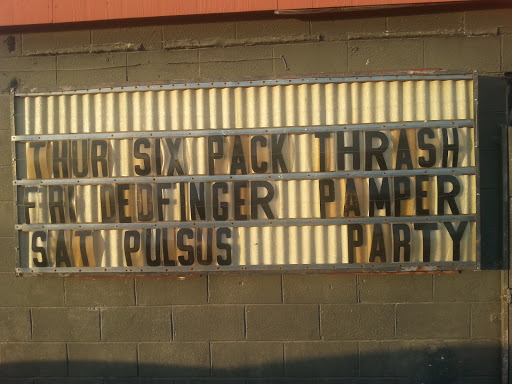 THUR SIX PACK THRASH
FRI DEDFINGER PAMPER
SAT PULSUS PARTY